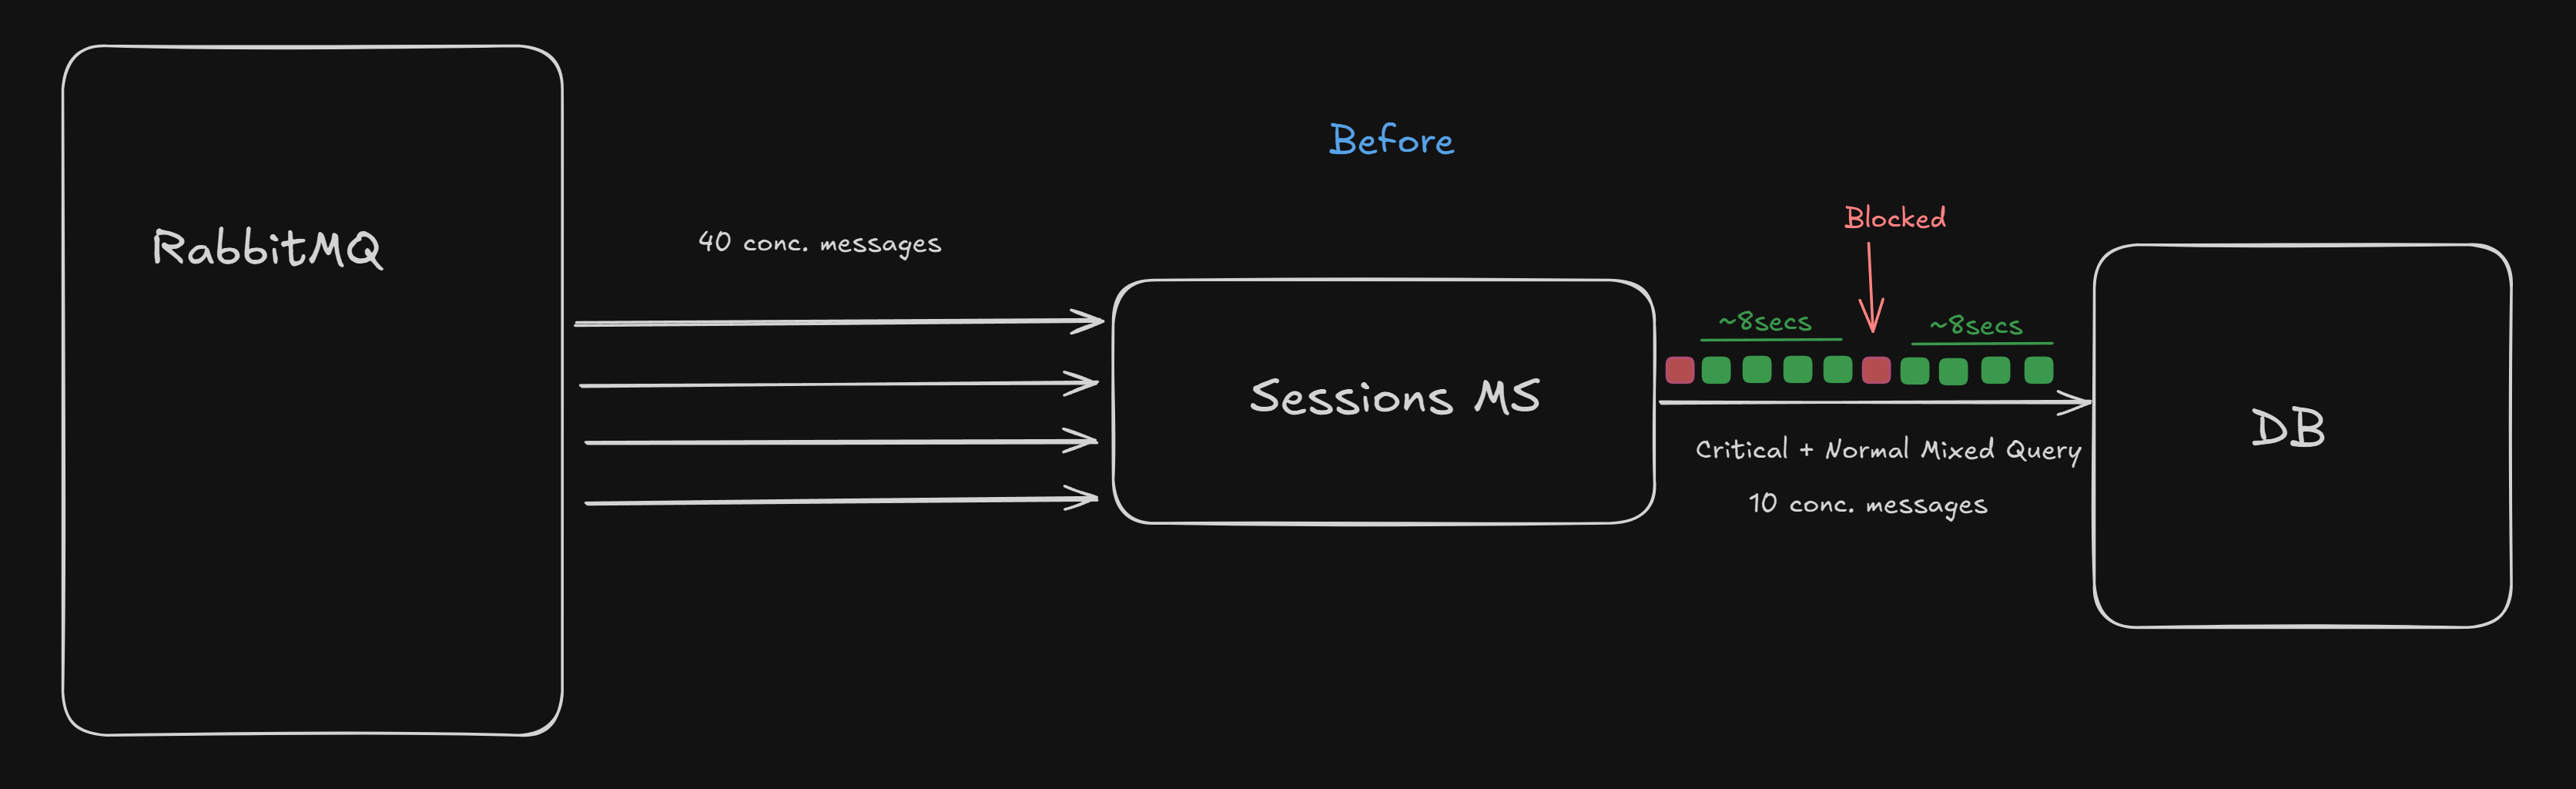 Before
RabbitMQ
40 conc. messages
Sessions MS
Blocked
~8secs
~8secs
Critical + Normal Mixed Query
10 conc. messages
DB